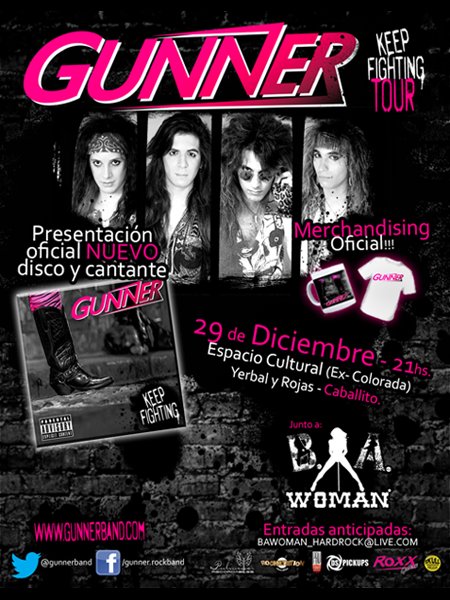 GUNNER
KEEP
FIGHTING
TOUR
Presentación
oficial NUEVO
disco y cantante
Merchandising
Oficial!!!
GUNNER
GUNNER
KEEP
FIGHTING
PARENTAL
ADVISORY
EXPLICIT CONTENT
29 de Diciembre - 21hs.
Espacio Cultural (Ex- Colorada)
Yerbal y Rojas - Caballito.
Junto a:
B.A.
WOMAN
WWW.GUNNERBAND.COM
Entradas anticipadas:
BAWOMAN_HARDROCK@LIVE.COM
@gunnerband
/gunner.rockband
DS PICKUPS
ROXX